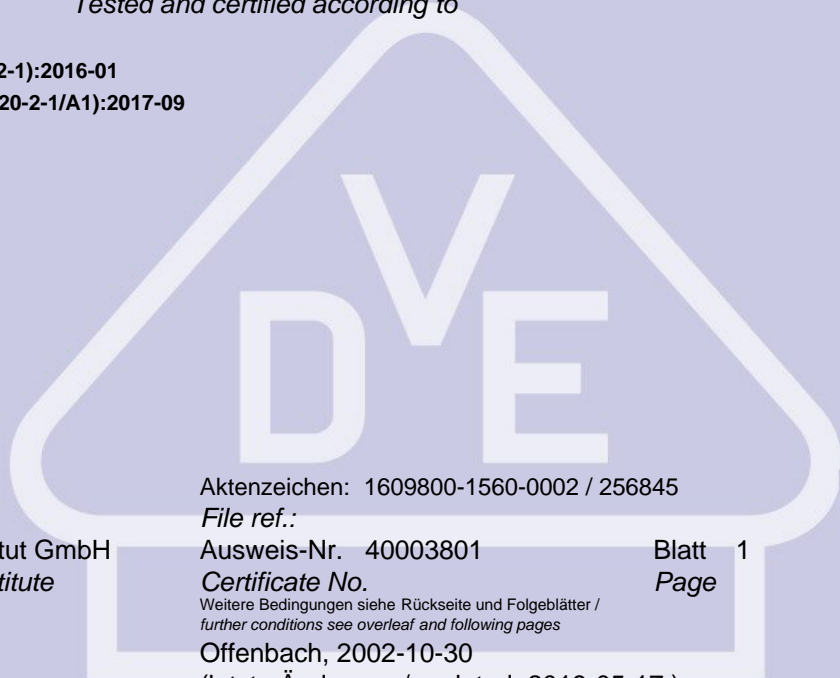 Tested and certified according to
2-1):2016-01
20-2-1/A1):2017-09
VDE
Aktenzeichen: 1609800-1560-0002 / 256845
File ref.:
tut GmbH Ausweis-Nr. 40003801 Blatt 1
titute Certificate No. Page
Weitere Bedingungen siehe Rückseite und Folgeblätter /
further conditions see overleaf and following pages
Offenbach, 2002-10-30